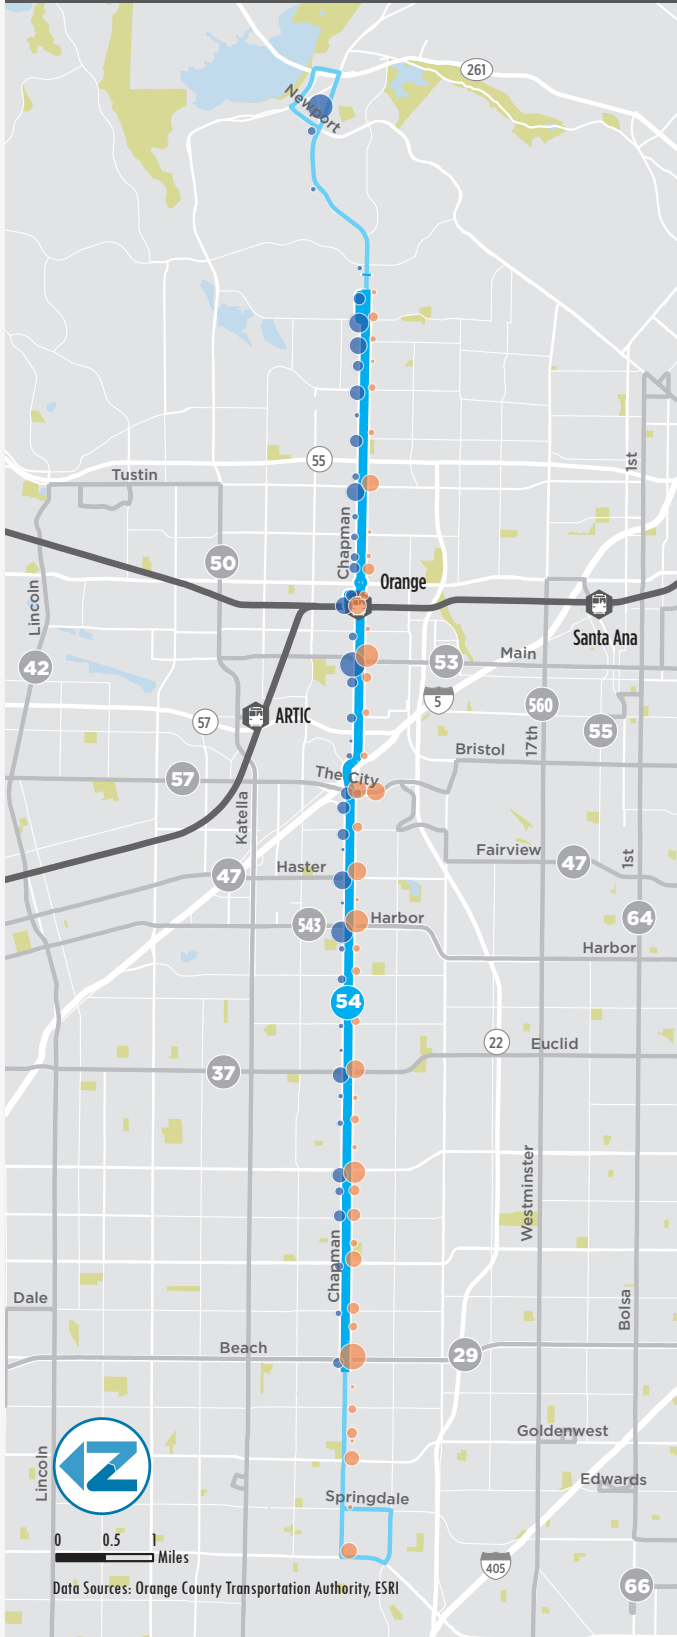 261
Newport
55
1st
Tustin
Chapman
50
Orange
Lincoln
Santa Ana
Main
53
42
5
560
ARTIC
57
55
17th
Bristol
The City
57
Katella
Fairview
47
1st
Haster
47
543
Harbor
64
Harbor
54
22
Euclid
37
Westminster
Chapman
Dale
Bolsa
Beach
29
Goldenwest
Lincoln
Z
Edwards
Springdale
0 0.5 1
Miles
405
Data Sources: Orange County Transportation Authority, ESRI
66